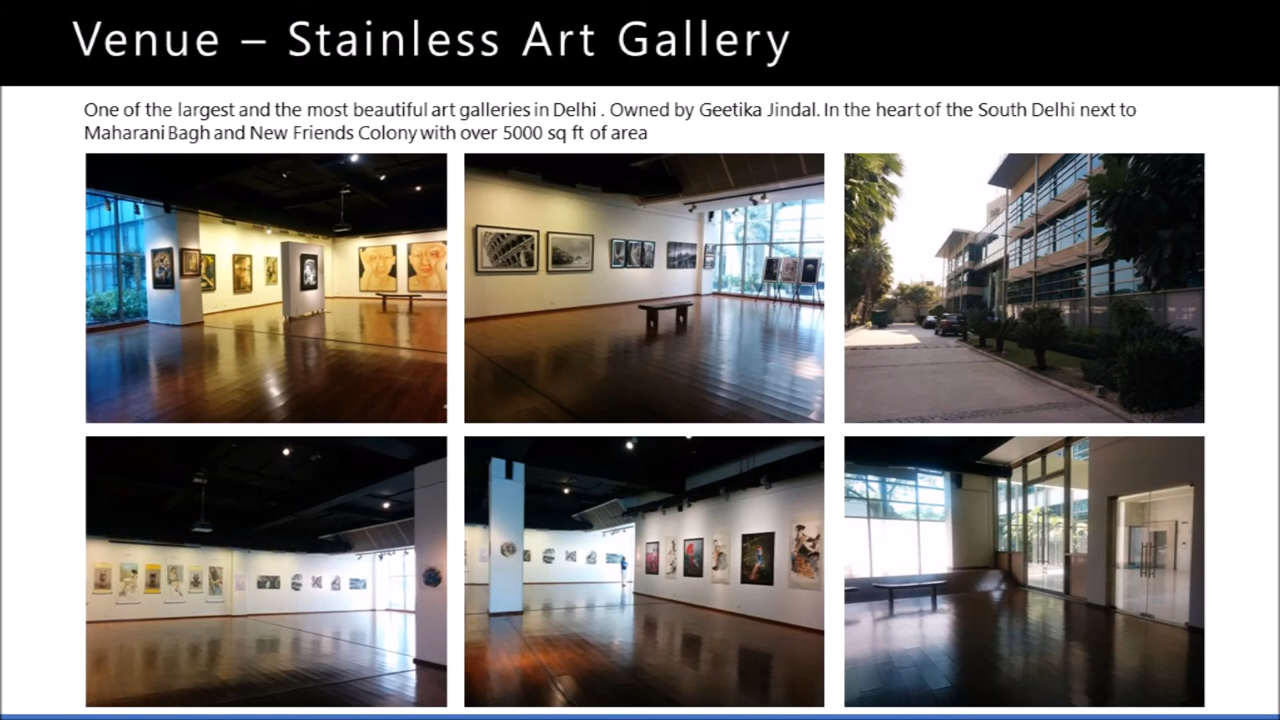 Venue – Stainless Art Gallery
One of the largest and the most beautiful art galleries in Delhi . Owned by Geetika Jindal. In the heart of the South Delhi next to
Maharani Bagh and New Friends Colony with over 5000 sq ft of area